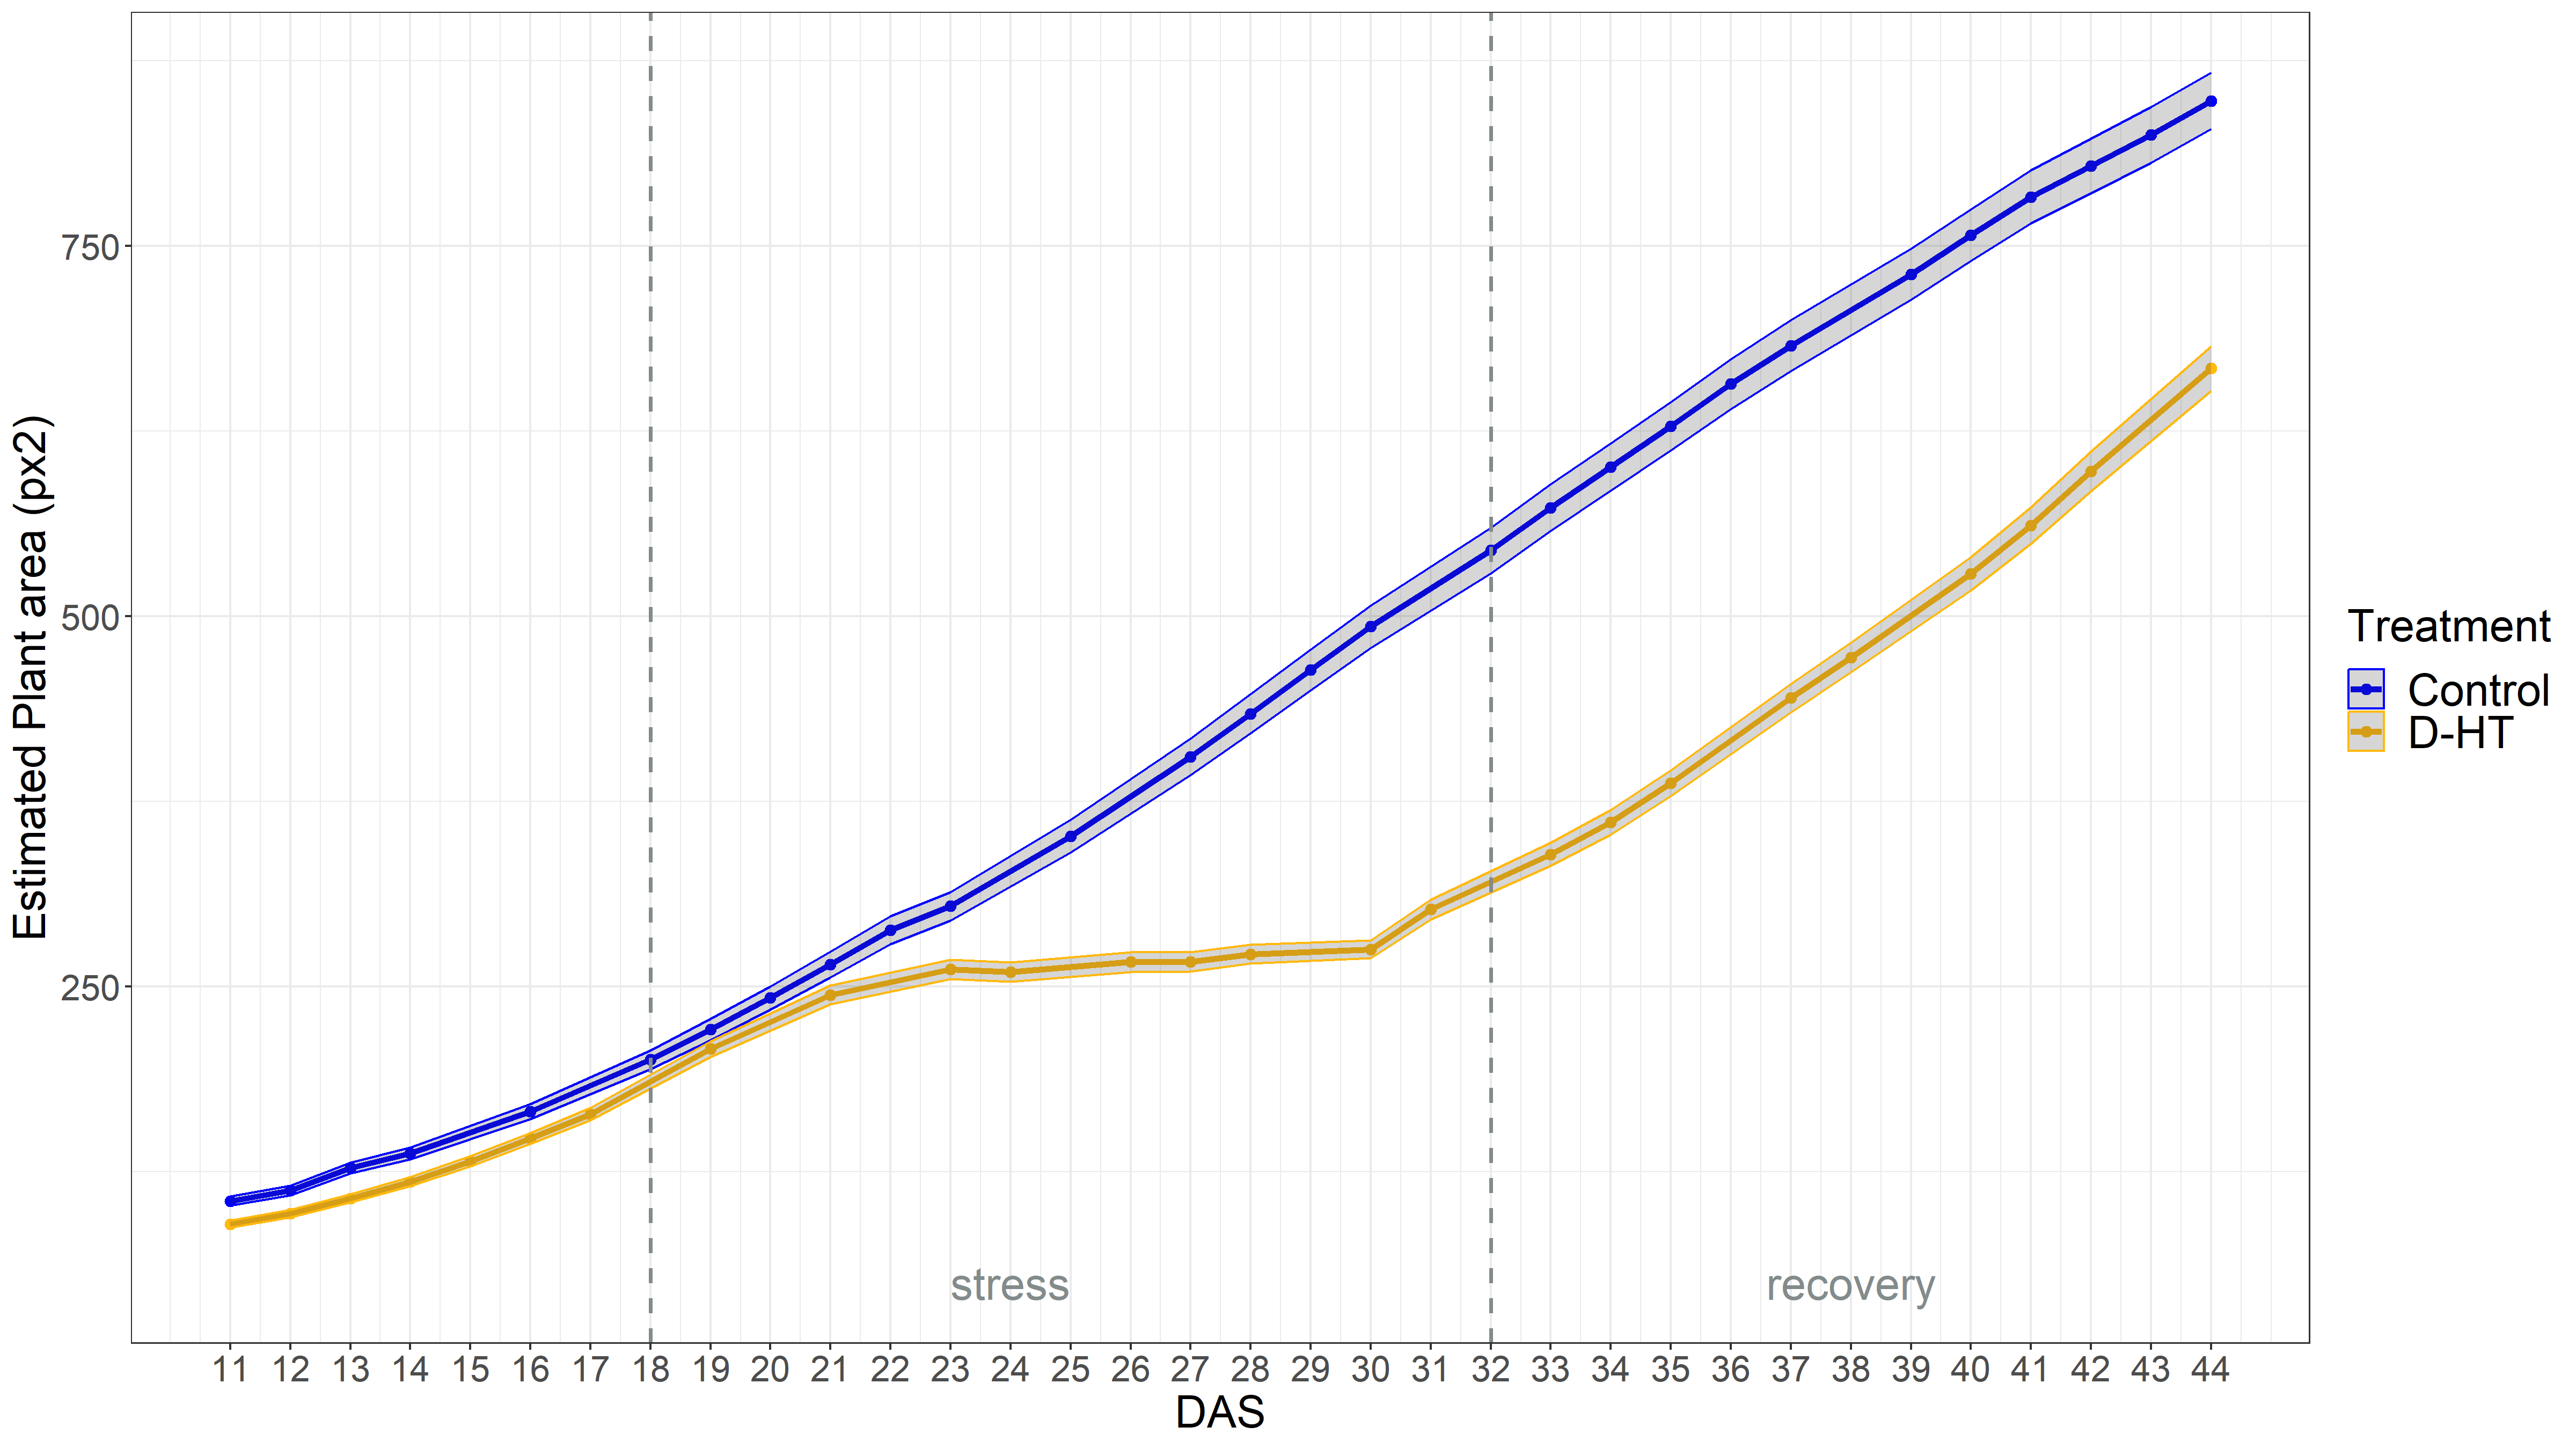 Estimated Plant area (px2)
750
500
250
stress
recovery
11 12 13 14 15 16 17 18 19 20 21 22 23 24 25 26 27 28 29 30 31 32 33 34 35 36 37 38 39 40 41 42 43 44
DAS
Treatment
Control
D-HT